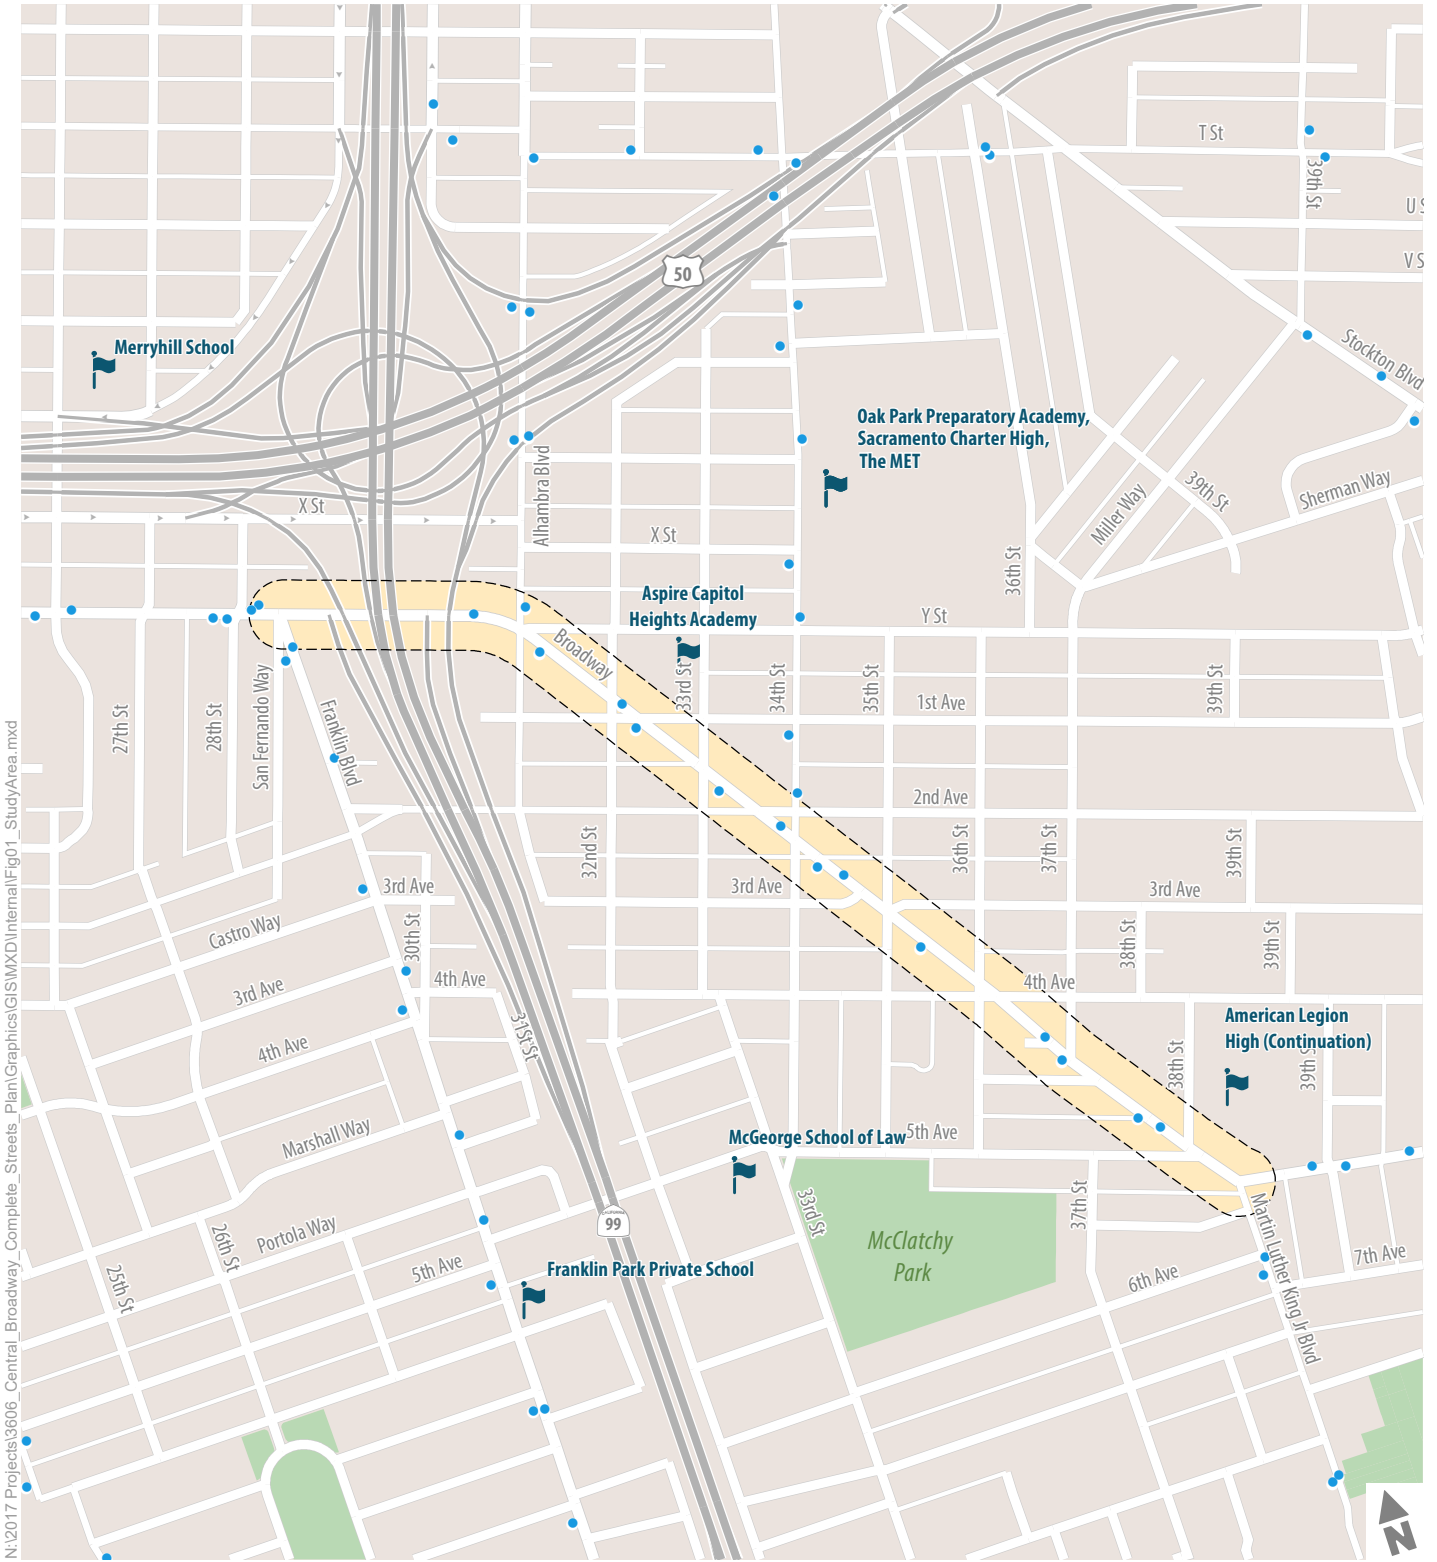 T St
39th St
U S
V S
50
Stockton Blvd
Merryhill School
Oak Park Preparatory Academy,
Sacramento Charter High,
The MET
Alhambra Blvd
39th St
Sherman Way
Miller Way
X St
X St
36th St
Aspire Capitol
Heights Academy
Y St
Broadway
33rd St
34th St
35th St
1st Ave
39th St
27th St
28th St
San Fernando Way
Franklin Blvd
2nd Ave
32nd St
36th St
37th St
39th St
3rd Ave
3rd Ave
3rd Ave
Castro Way
30th St
38th St
39th St
4th Ave
4th Ave
3rd Ave
31St St
American Legion
High (Continuation)
4th Ave
38th St
39th St
Marshall Way
McGeorge School of Law
5th Ave
33rd St
37th St
CALIFORNIA
99
Portola Way
26th St
25th St
5th Ave
Franklin Park Private School
McClatchy
Park
6th Ave
7th Ave
Martin Luther King Jr Blvd
N
N:\2017 Projects\3606_Central_Broadway_Complete_Streets_Plan\Graphics\GIS\MXD\Internal\Fig01_StudyArea.mxd